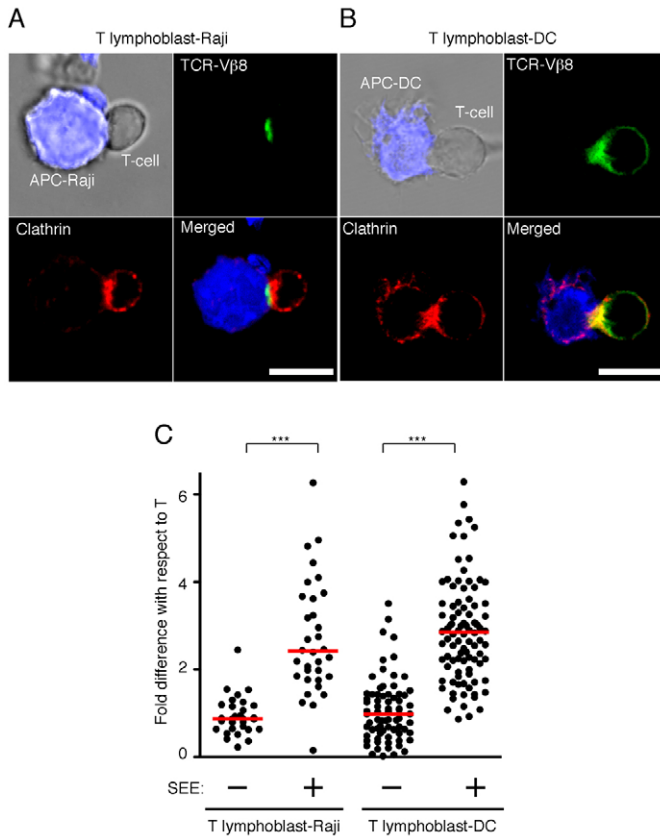 A
T lymphoblast-Raji
TCR-Vβ8
T-cell
APC-Raji
Clathrin
Merged
B
T lymphoblast-DC
APC-DC
TCR-Vβ8
T-cell
Clathrin
Merged
C
***
***
Fold difference with respect to T
6
4
2
0
SEE: − + − +
T lymphoblast-Raji
T lymphoblast-DC